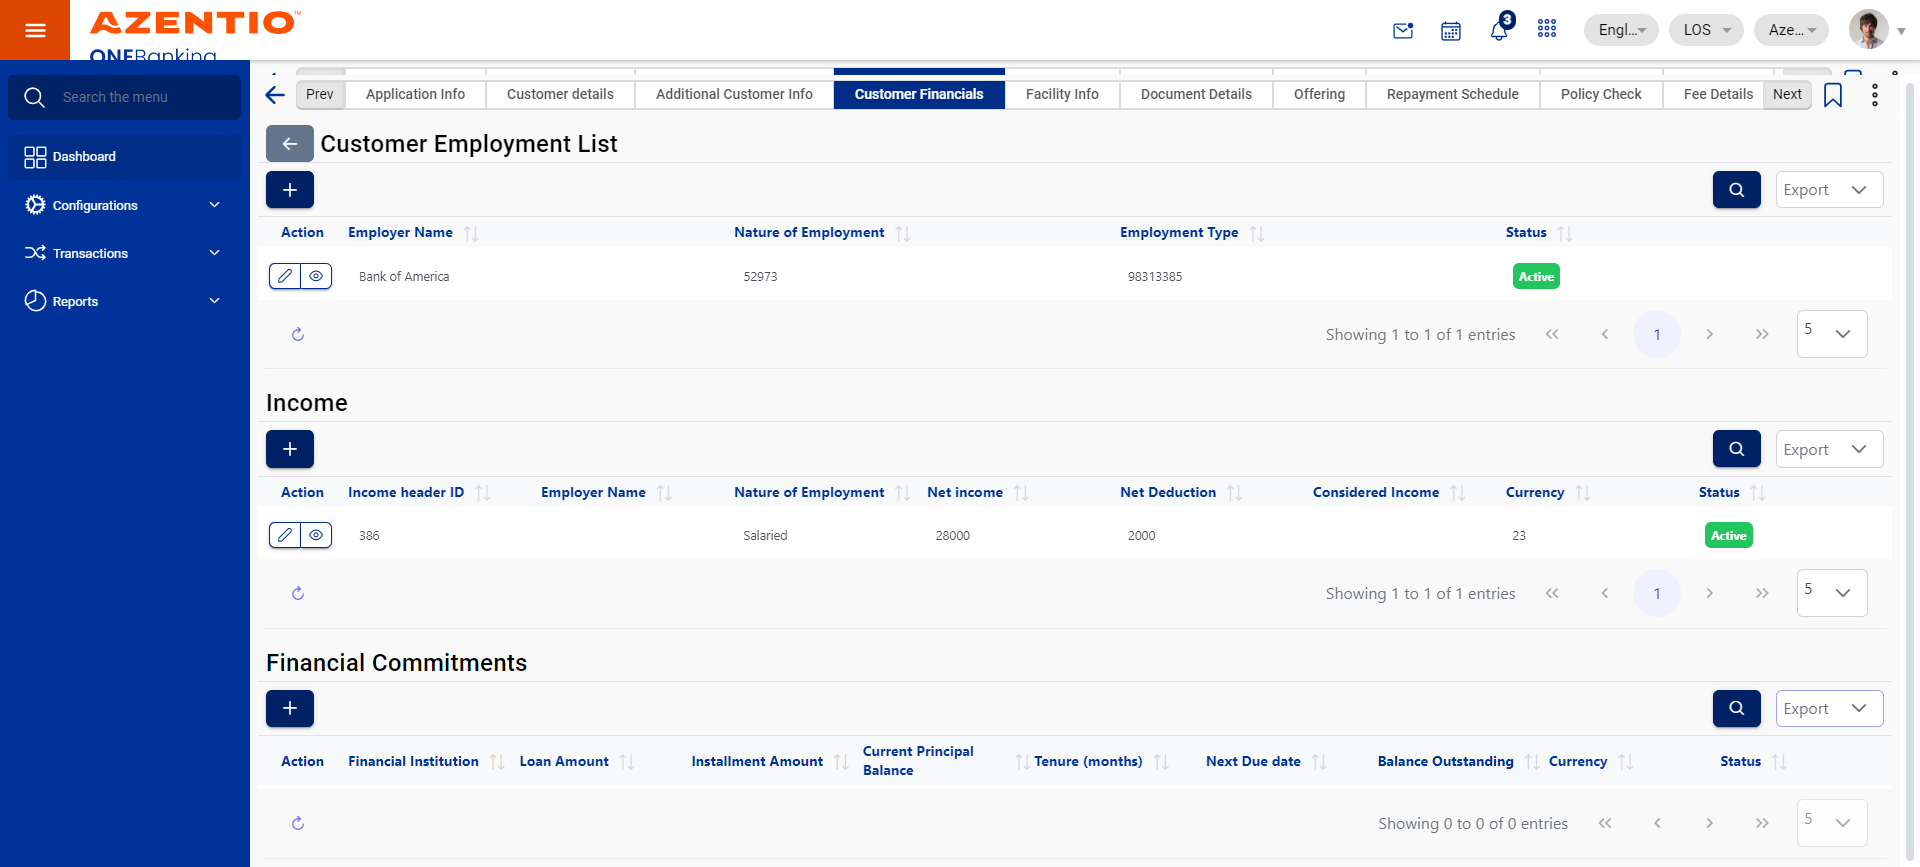 AZENTIO™
ONEBanking
3
Engl...
LOS
Aze...
Search the menu
Dashboard
Configurations
Transactions
Reports
Prev
Application Info
Customer details
Additional Customer Info
Customer Financials
Facility Info
Document Details
Offering
Repayment Schedule
Policy Check
Fee Details
Next
Customer Employment List
Export
Action Employer Name Nature of Employment Employment Type Status
Bank of America 52973 98313385 Active
Showing 1 to 1 of 1 entries 1 5
Income
Export
Action Income header ID Employer Name Nature of Employment Net income Net Deduction Considered Income Currency Status
386 Salaried 28000 2000 23 Active
Showing 1 to 1 of 1 entries 1 5
Financial Commitments
Export
Action Financial Institution Loan Amount Installment Amount Current Principal Balance Tenure (months) Next Due date Balance Outstanding Currency Status
Showing 0 to 0 of 0 entries 5